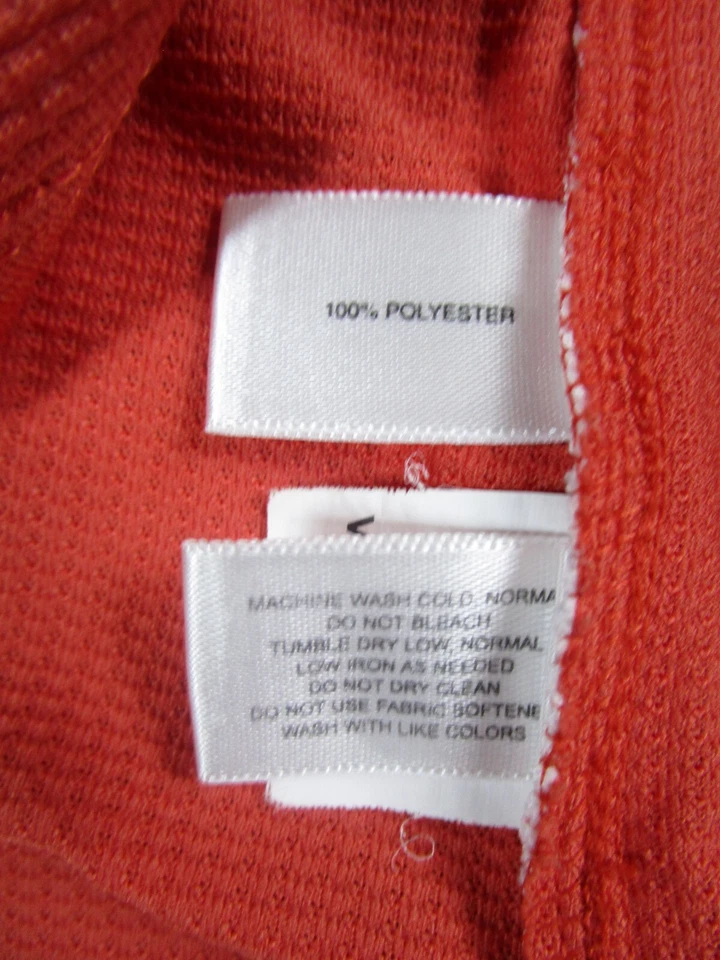 100% POLYESTER
MACHINE WASH COLD, NORMA
DO NOT BLEACH
TUMBLE DRY LOW, NORMAL
LOW IRON AS NEEDED
DO NOT DRY CLEAN
DO NOT USE FABRIC SOFTENE
WASH WITH LIKE COLORS